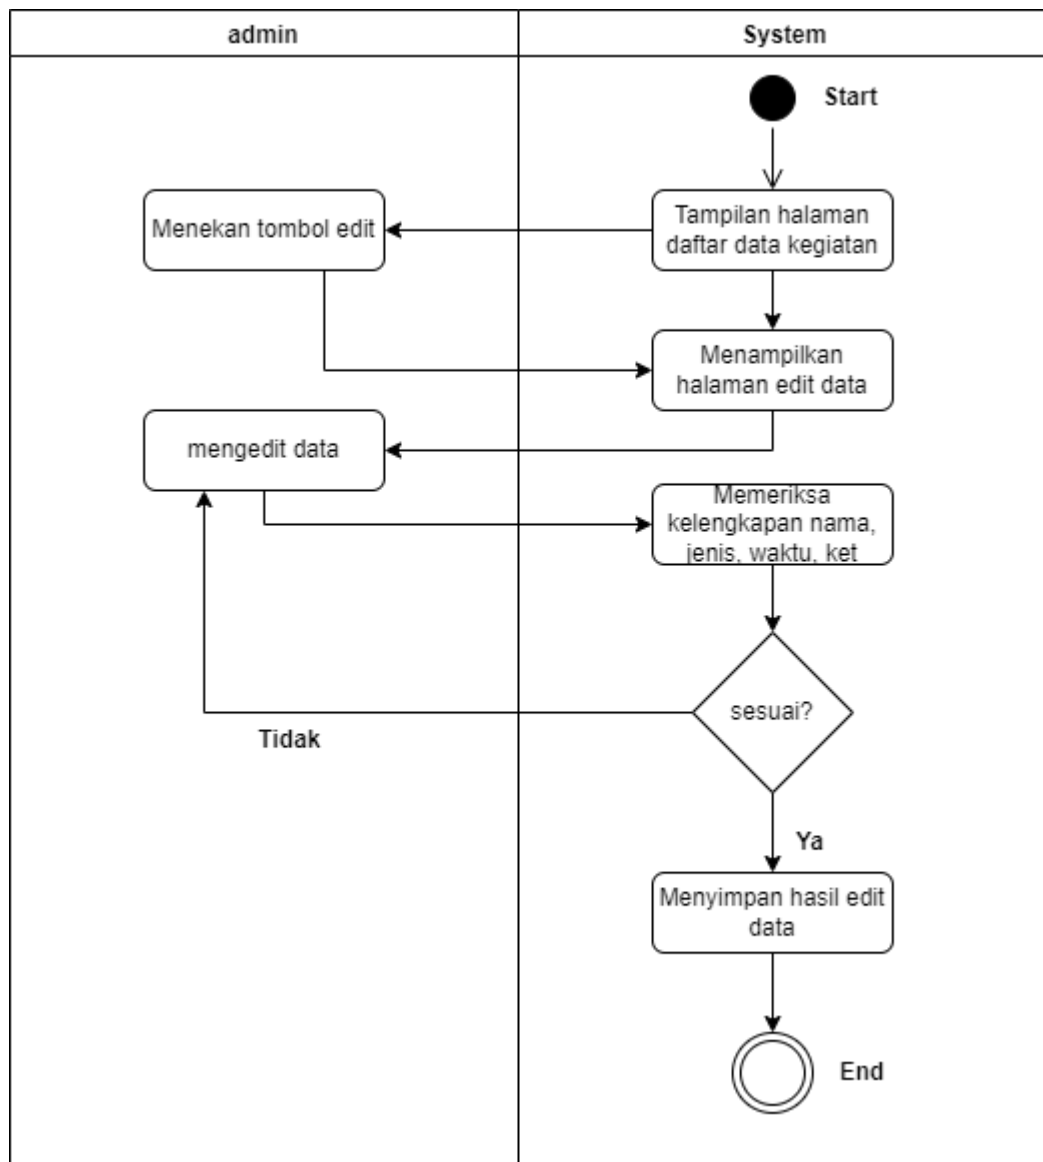 admin
System
Start
Menekan tombol edit
Tampilan halaman
daftar data kegiatan
Menampilkan
halaman edit data
mengedit data
Memeriksa
kelengkapan nama,
jenis, waktu, ket
sesuai?
Tidak
Ya
Menyimpan hasil edit
data
End